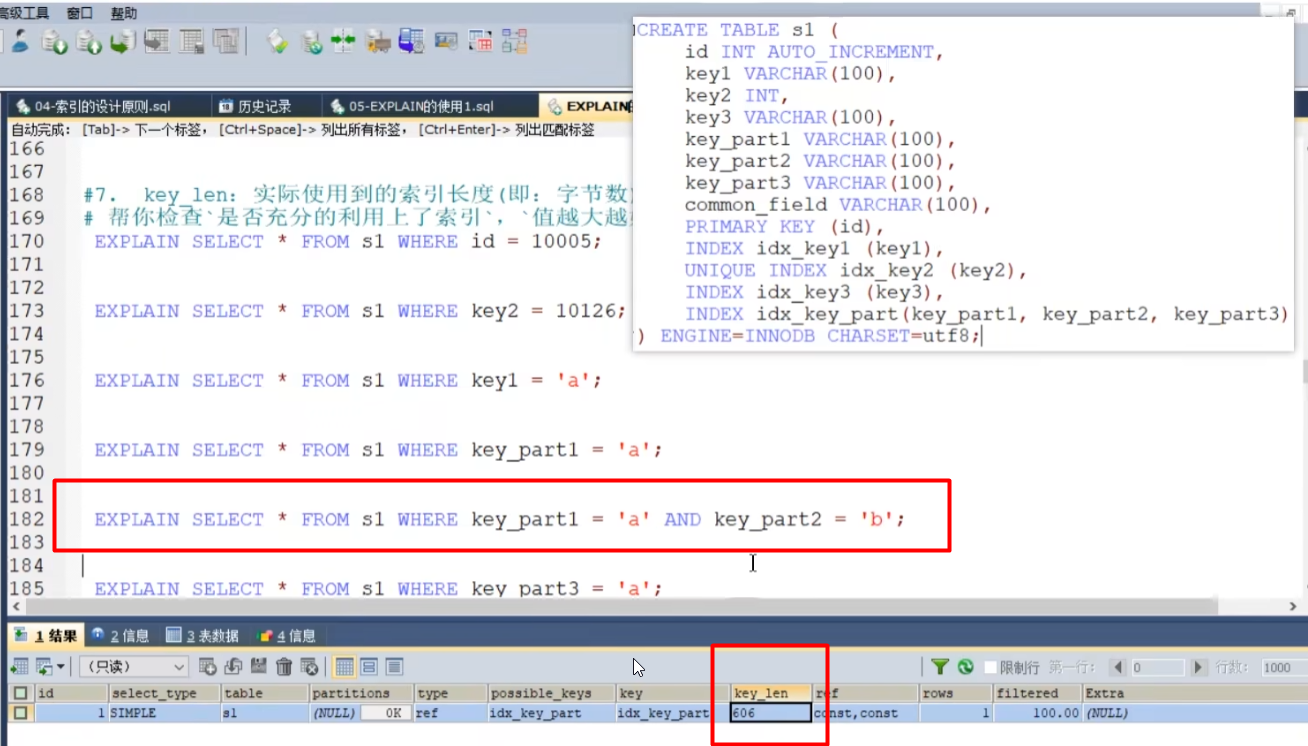 高级工具 窗口 帮助
CREATE TABLE s1 (
id INT AUTO_INCREMENT,
key1 VARCHAR(100),
key2 INT,
key3 VARCHAR(100),
key_part1 VARCHAR(100),
key_part2 VARCHAR(100),
key_part3 VARCHAR(100),
common_field VARCHAR(100),
PRIMARY KEY (id),
INDEX idx_key1 (key1),
UNIQUE INDEX idx_key2 (key2),
INDEX idx_key3 (key3),
INDEX idx_key_part(key_part1, key_part2, key_part3)
) ENGINE=INNODB CHARSET=utf8;
04-索引的设计原则.sql 历史记录 05-EXPLAIN的使用1.sql EXPLAIN
自动完成: [Tab]-> 下一个标签, [Ctrl+Space]-> 列出所有标签, [Ctrl+Enter]-> 列出匹配标签
166
167
168 #7. key_len: 实际使用到的索引长度(即: 字节数)
169 # 帮你检查`是否充分的利用上了索引`, `值越大越
170 EXPLAIN SELECT * FROM s1 WHERE id = 10005;
171
172
173 EXPLAIN SELECT * FROM s1 WHERE key2 = 10126;
174
175
176 EXPLAIN SELECT * FROM s1 WHERE key1 = 'a';
177
178
179 EXPLAIN SELECT * FROM s1 WHERE key_part1 = 'a';
180
181
182 EXPLAIN SELECT * FROM s1 WHERE key_part1 = 'a' AND key_part2 = 'b';
183
184
185 EXPLAIN SELECT * FROM s1 WHERE key_part3 = 'a';
1 结果 2 信息 3 表数据 4 信息
(只读) 限制行 第一行: 0 行数: 1000
id select_type table partitions type possible_keys key key_len ref rows filtered Extra
1 SIMPLE s1 (NULL) 0K ref idx_key_part idx_key_part 606 const,const 1 100.00 (NULL)